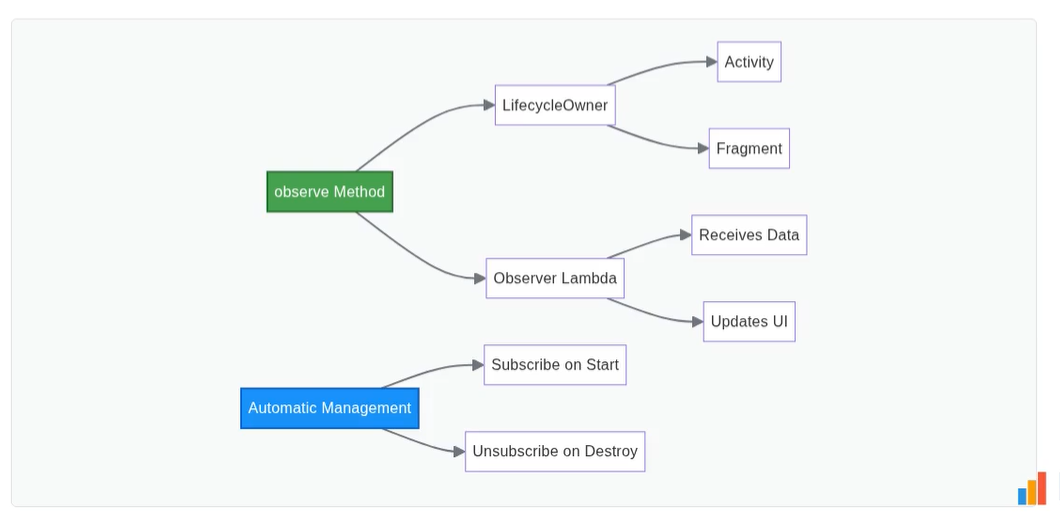 Activity
LifecycleOwner
Fragment
observe Method
Receives Data
Observer Lambda
Updates UI
Subscribe on Start
Automatic Management
Unsubscribe on Destroy